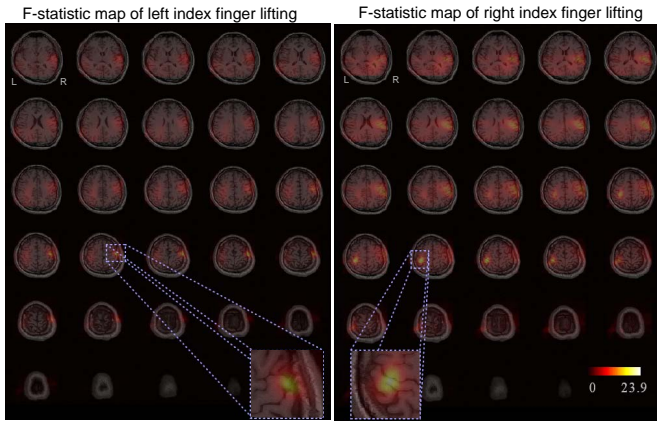 F-statistic map of left index finger lifting
F-statistic map of right index finger lifting
L R
L R
0 23.9